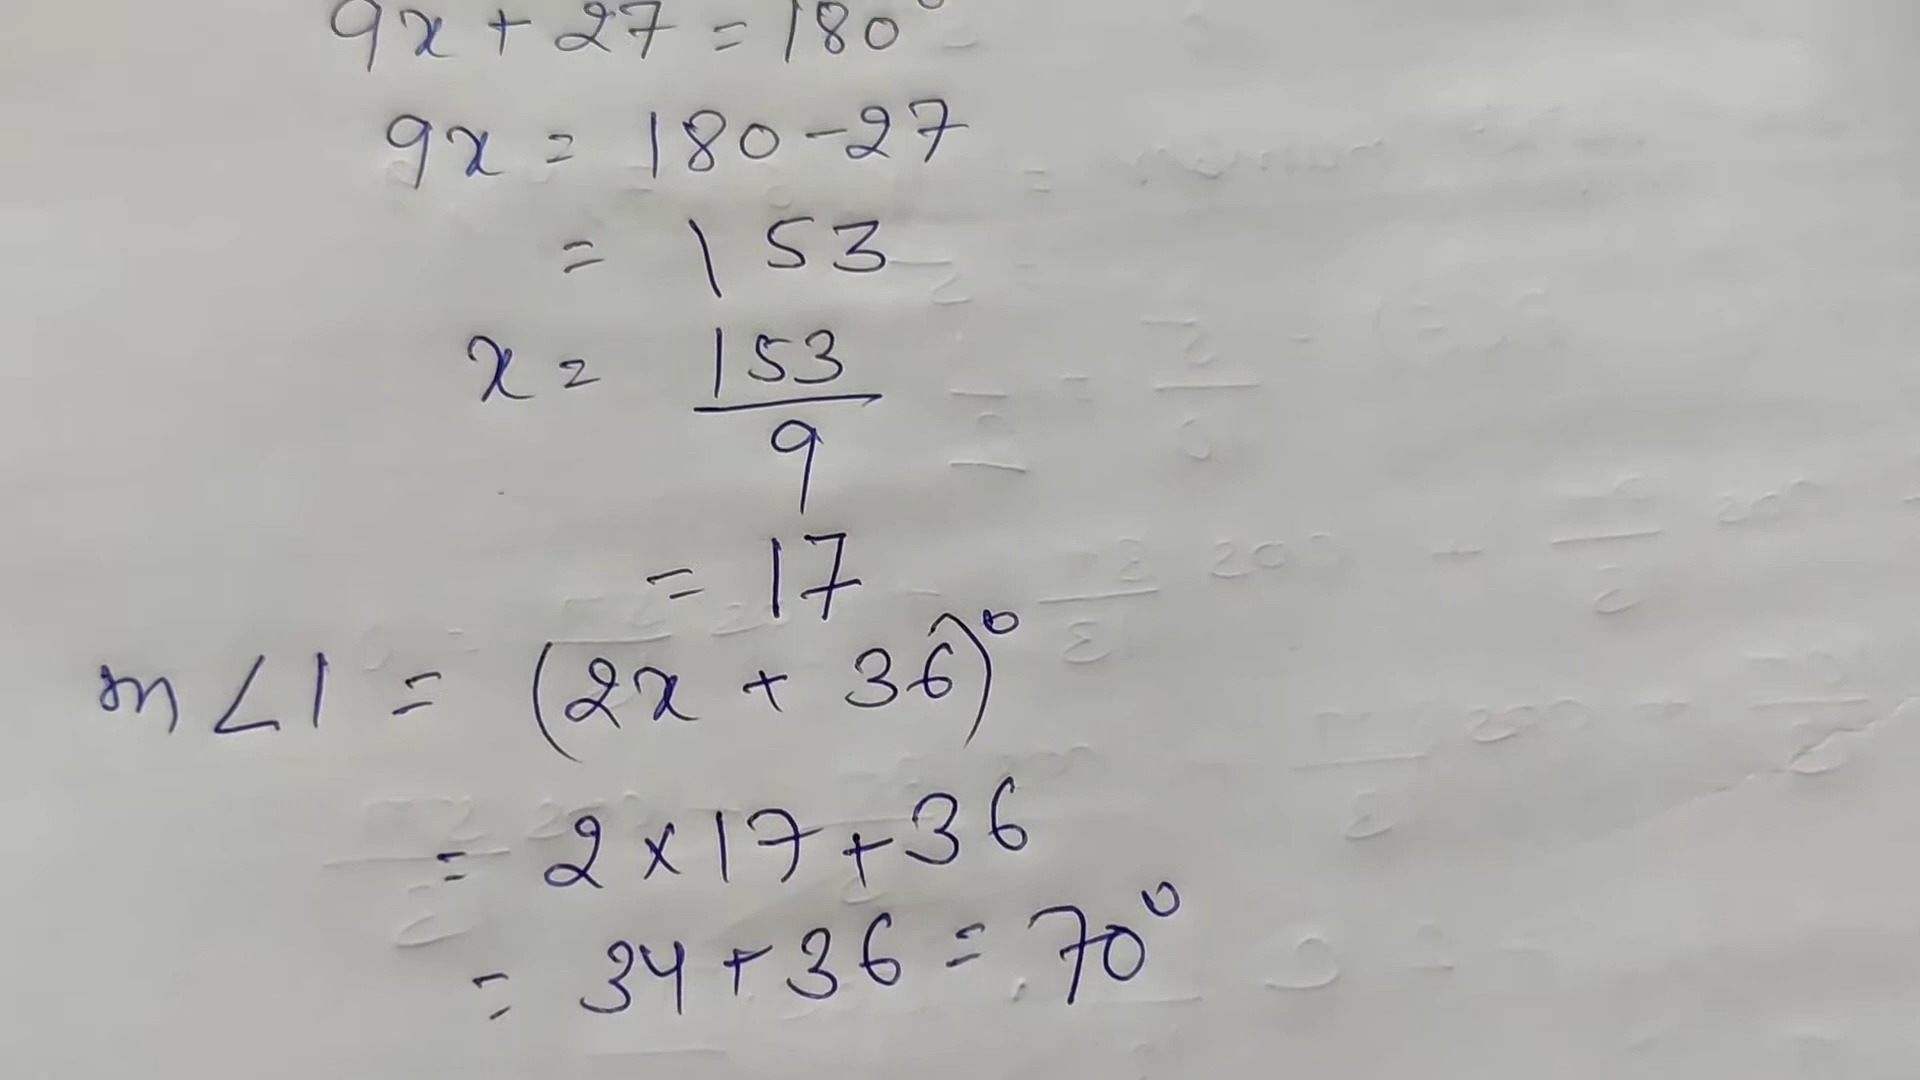 9x + 27 = 180°
9x = 180 - 27
= 153
x = 153/9
= 17
m∠1 = (2x + 36)°
= 2 × 17 + 36
= 34 + 36 = 70°